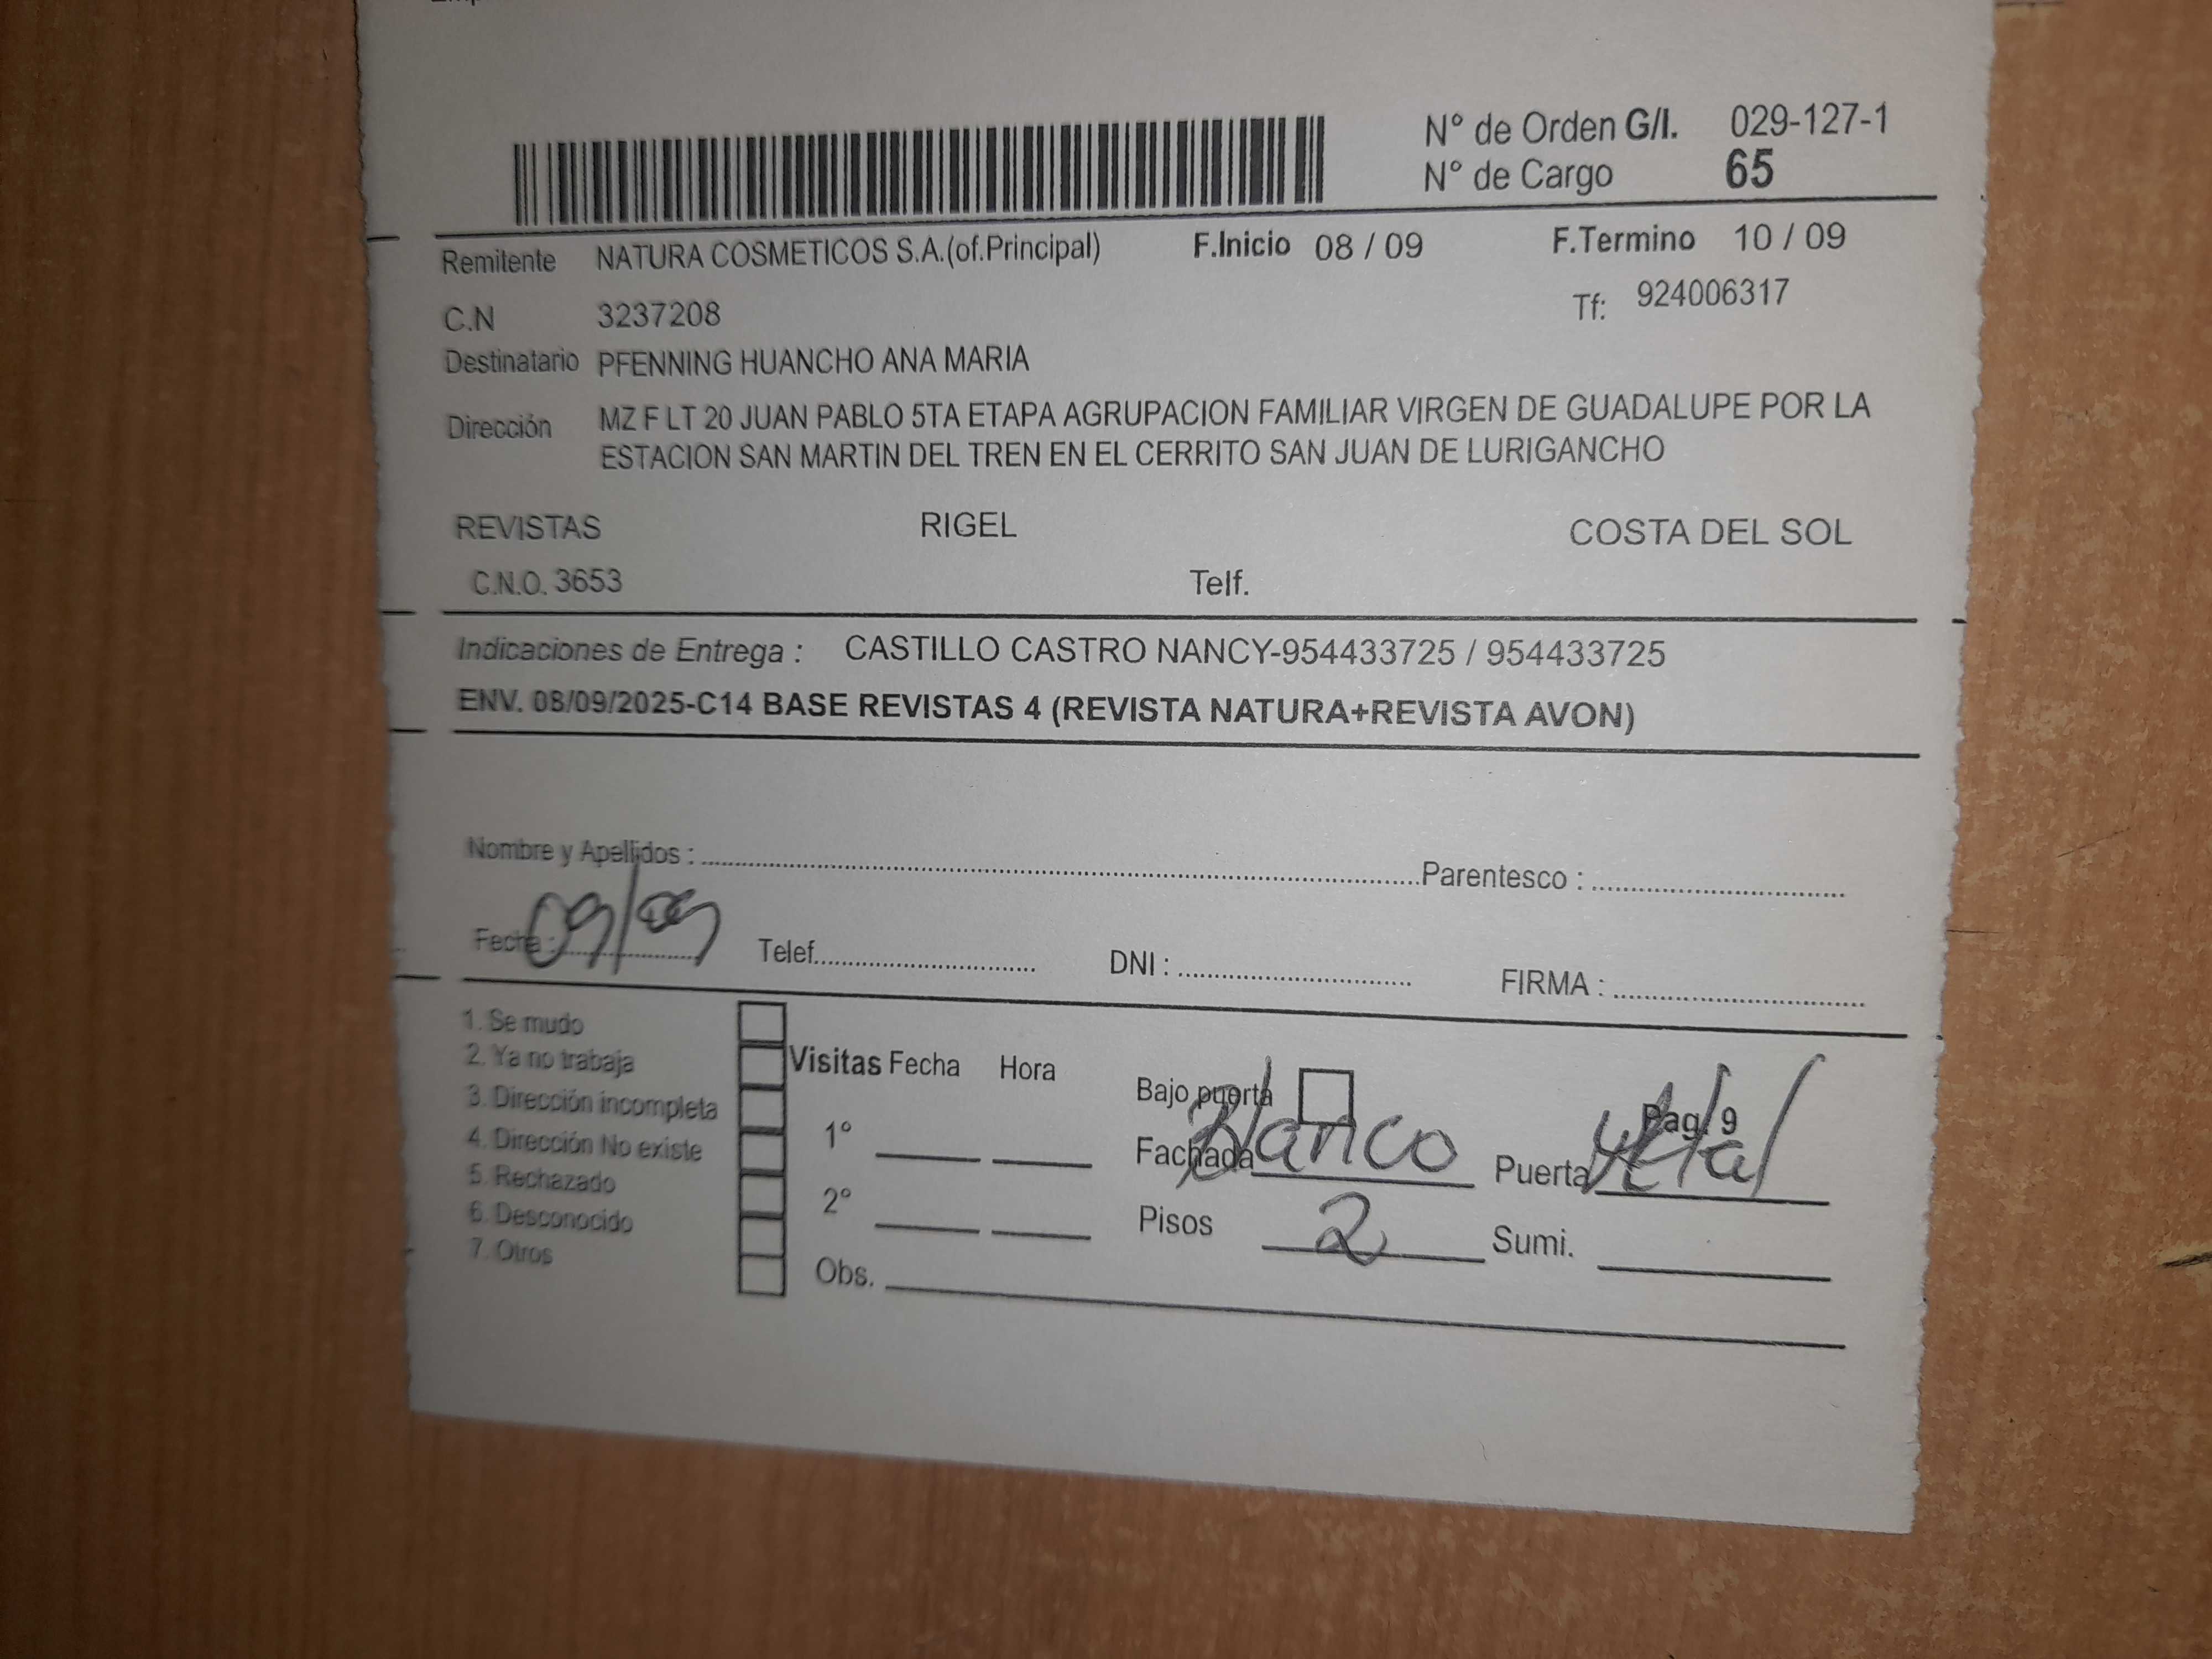 N° de Orden G/I. 029-127-1
N° de Cargo 65
Remitente NATURA COSMETICOS S.A.(of.Principal) F.Inicio 08 / 09 F.Termino 10 / 09
C.N 3237208 Tf: 924006317
Destinatario PFENNING HUANCHO ANA MARIA
Dirección MZ F LT 20 JUAN PABLO 5TA ETAPA AGRUPACION FAMILIAR VIRGEN DE GUADALUPE POR LA
ESTACION SAN MARTIN DEL TREN EN EL CERRITO SAN JUAN DE LURIGANCHO
REVISTAS RIGEL COSTA DEL SOL
C.N.O. 3653 Telf.
Indicaciones de Entrega : CASTILLO CASTRO NANCY-954433725 / 954433725
ENV. 08/09/2025-C14 BASE REVISTAS 4 (REVISTA NATURA+REVISTA AVON)
Nombre y Apellidos : Parentesco :
Fecha : 09/09 Telef. DNI : FIRMA :
1. Se mudo
2. Ya no trabaja
3. Dirección incompleta
4. Dirección No existe
5. Rechazado
6. Desconocido
7. Otros
Visitas Fecha Hora
1°
2°
Obs.
Bajo puerta Pag. 9
Fachada Blanco Puerta
Pisos 2 Sumi.